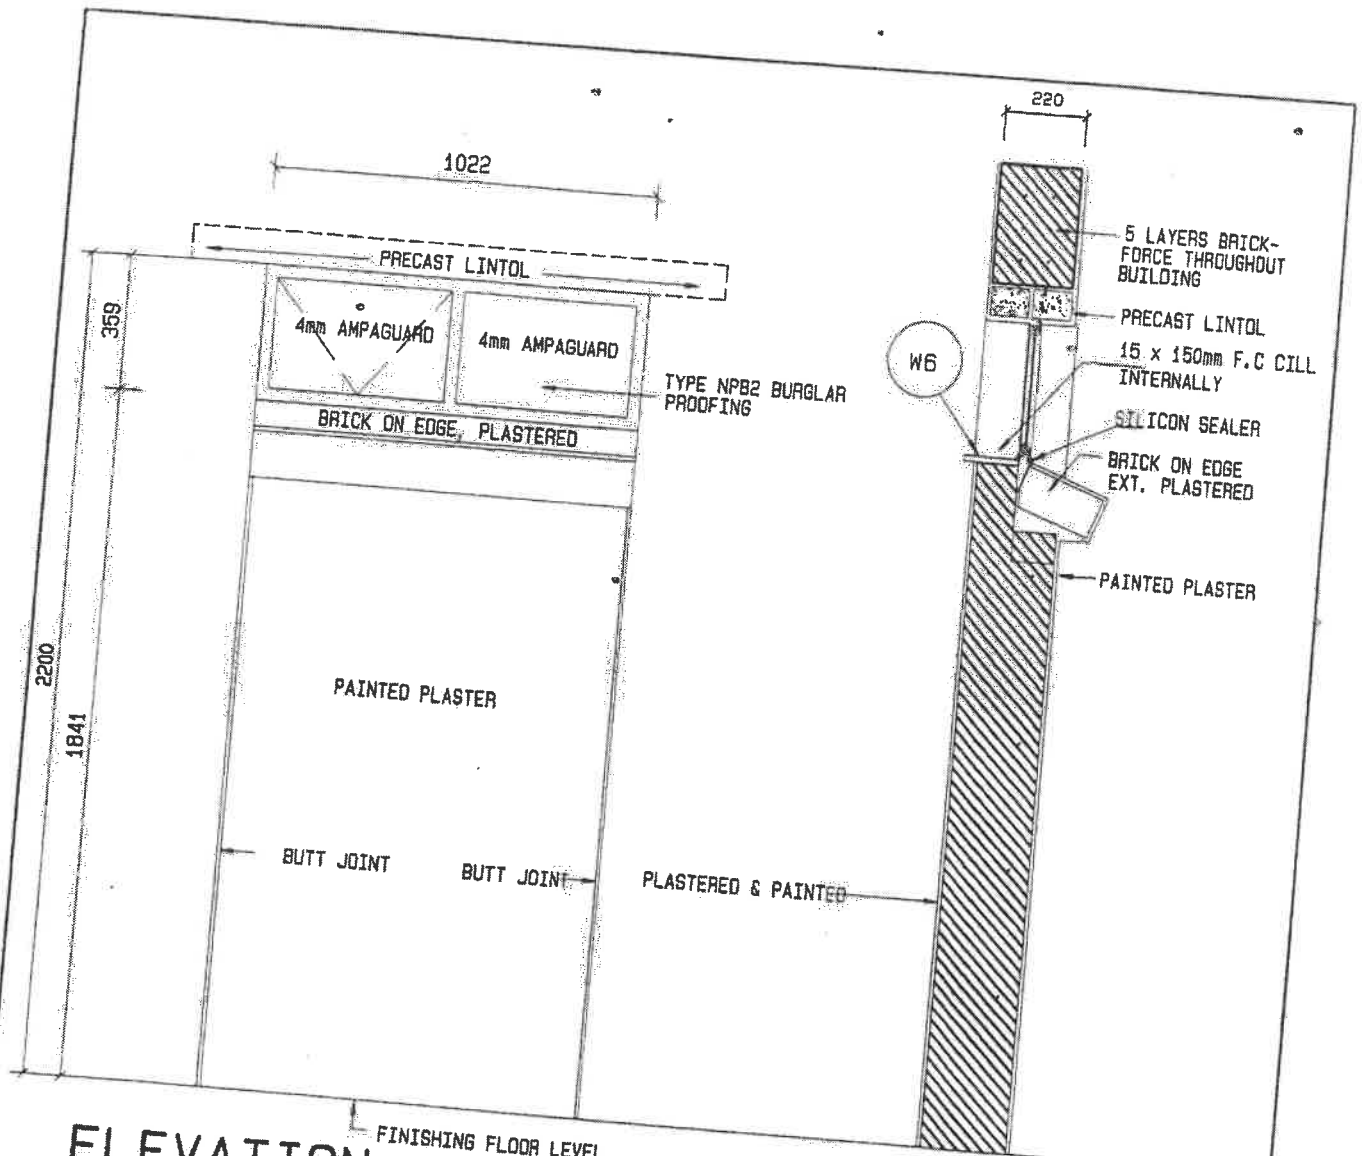 220
1022
5 LAYERS BRICK-
FORCE THROUGHOUT
BUILDING
PRECAST LINTOL
359
4mm AMPAGUARD
4mm AMPAGUARD
PRECAST LINTOL
W6
15 x 150mm F.C CILL
INTERNALLY
TYPE NPB2 BURGLAR
PROOFING
BRICK ON EDGE, PLASTERED
SILICON SEALER
BRICK ON EDGE
EXT. PLASTERED
PAINTED PLASTER
2200
1841
PAINTED PLASTER
BUTT JOINT
BUTT JOINT
PLASTERED & PAINTED
FINISHING FLOOR LEVEL
ELEVATION